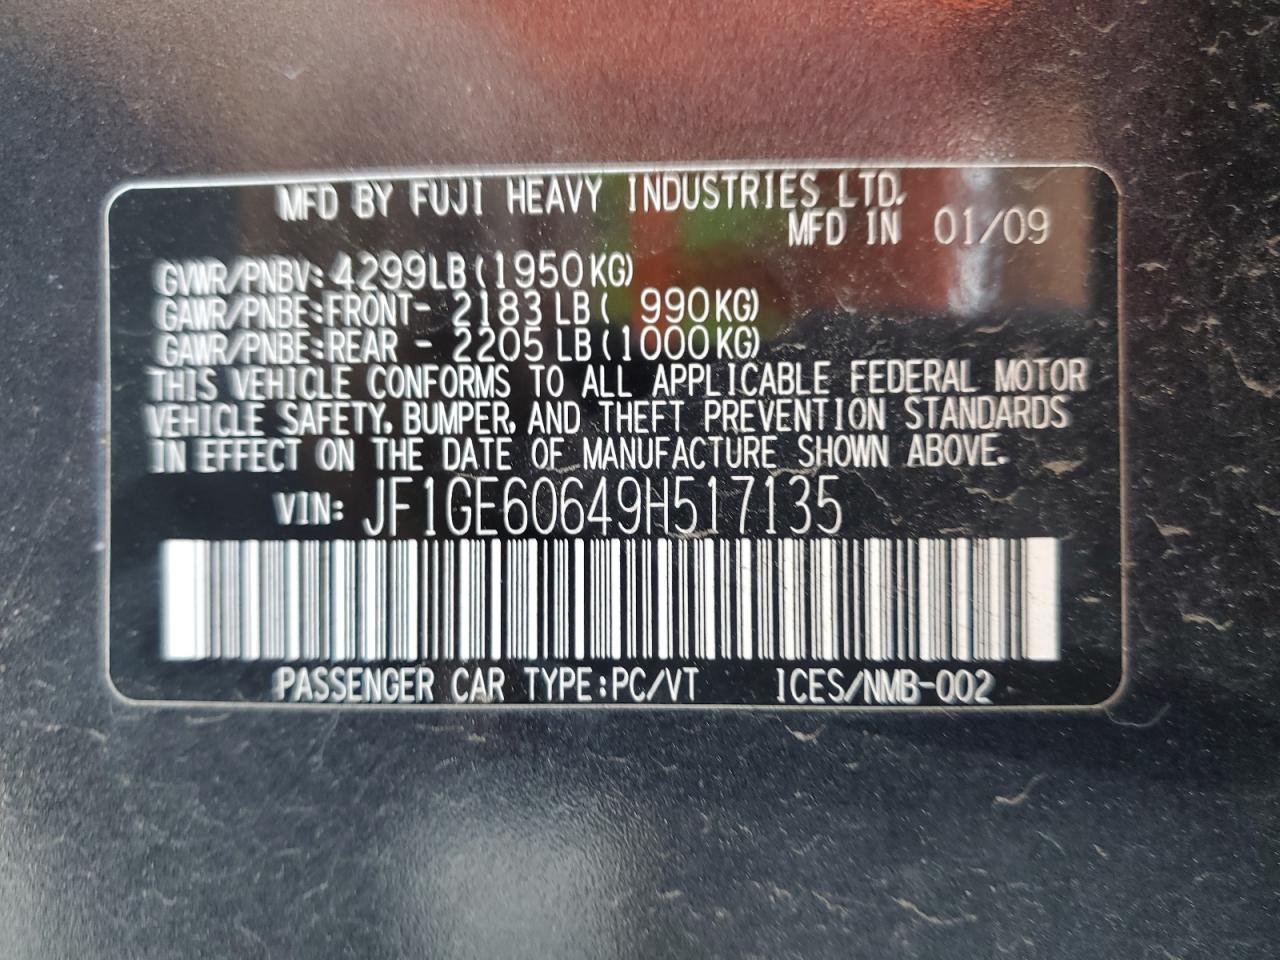 MFD BY FUJI HEAVY INDUSTRIES LTD.
MFD IN 01/09
GVWR/PNBV: 4299LB (1950KG)
GAWR/PNBE:FRONT- 2183 LB ( 990KG)
GAWR/PNBE:REAR - 2205 LB (1000KG)
THIS VEHICLE CONFORMS TO ALL APPLICABLE FEDERAL MOTOR
VEHICLE SAFETY, BUMPER, AND THEFT PREVENTION STANDARDS
IN EFFECT ON THE DATE OF MANUFACTURE SHOWN ABOVE.
VIN: JF1GE60649H517135
PASSENGER CAR TYPE:PC/VT ICES/NMB-002